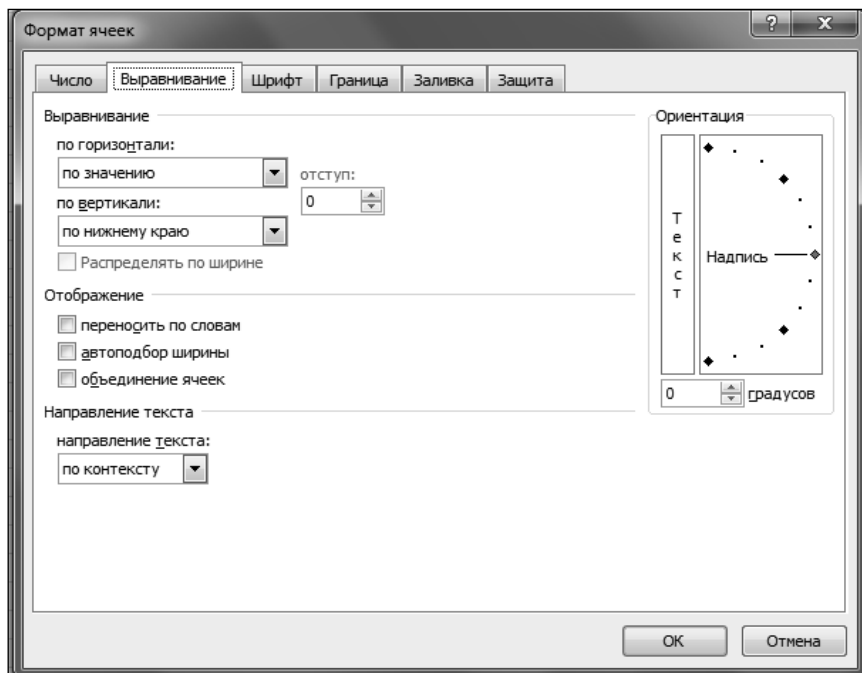 Формат ячеек
Число Выравнивание Шрифт Граница Заливка Защита
Выравнивание
по горизонтали:
по значению
отступ:
0
по вертикали:
по нижнему краю
Распределять по ширине
Отображение
переносить по словам
автоподбор ширины
объединение ячеек
Направление текста
направление текста:
по контексту
Ориентация
Текст
Надпись
0 градусов
ОК Отмена